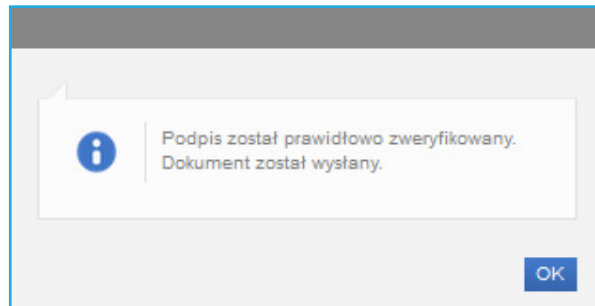 Podpis został prawidłowo zweryfikowany.
Dokument został wysłany.
OK